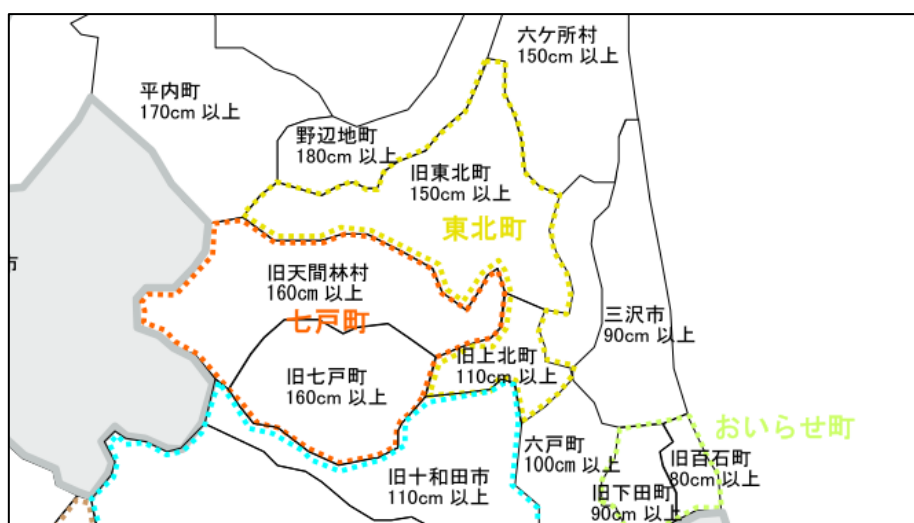 六ケ所村
150cm 以上
平内町
170cm 以上
野辺地町
180cm 以上
旧東北町
150cm 以上
東北町
市
旧天間林村
160cm 以上
七戸町
三沢市
90cm 以上
旧上北町
110cm 以上
旧七戸町
160cm 以上
おいらせ町
六戸町
100cm 以上
旧百石町
80cm 以上
旧十和田市
110cm 以上
旧下田町
90cm 以上